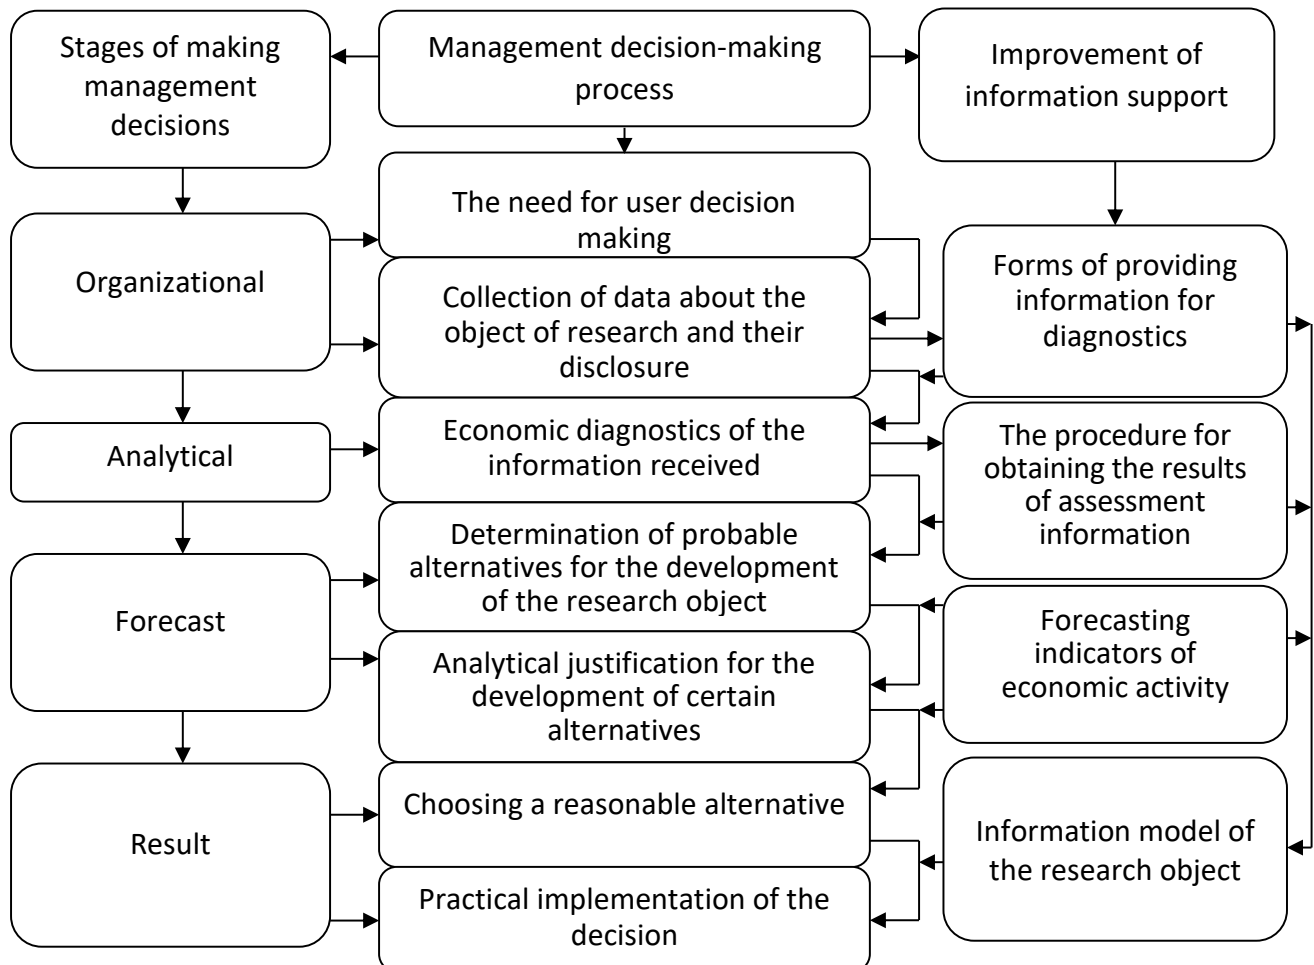 Stages of making
management
decisions
Management decision-making
process
Improvement of
information support
The need for user decision
making
Organizational
Collection of data about the
object of research and their
disclosure
Forms of providing
information for
diagnostics
Analytical
Economic diagnostics of the
information received
The procedure for
obtaining the results
of assessment
information
Forecast
Determination of probable
alternatives for the development
of the research object
Analytical justification for the
development of certain
alternatives
Forecasting
indicators of
economic activity
Result
Choosing a reasonable alternative
Practical implementation of the
decision
Information model of
the research object